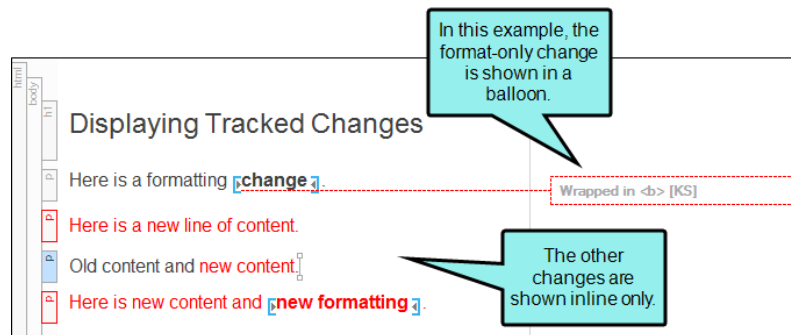 In this example, the
format-only change
is shown in a
balloon.
html
body
h1
Displaying Tracked Changes
p
Here is a formatting change.
Wrapped in <b> [KS]
p
Here is a new line of content.
p
Old content and new content.
The other
changes are
shown inline only.
p
Here is new content and new formatting.